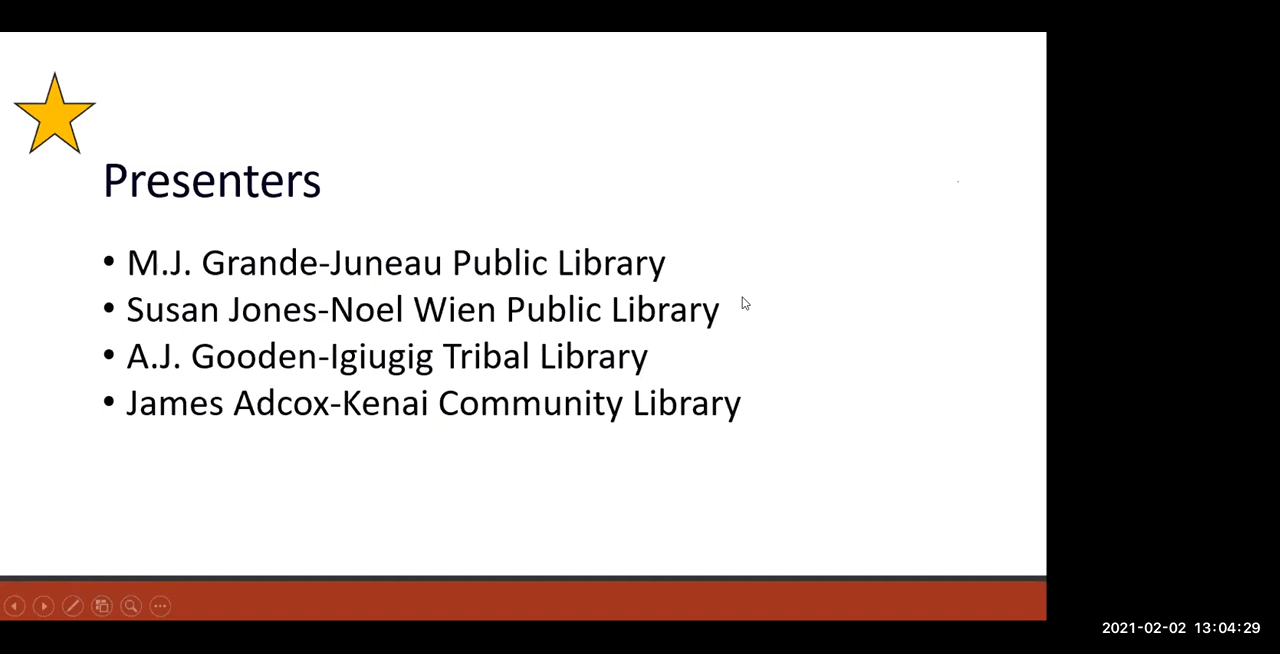 Presenters
• M.J. Grande-Juneau Public Library
• Susan Jones-Noel Wien Public Library
• A.J. Gooden-Igiugig Tribal Library
• James Adcox-Kenai Community Library
2021-02-02 13:04:29